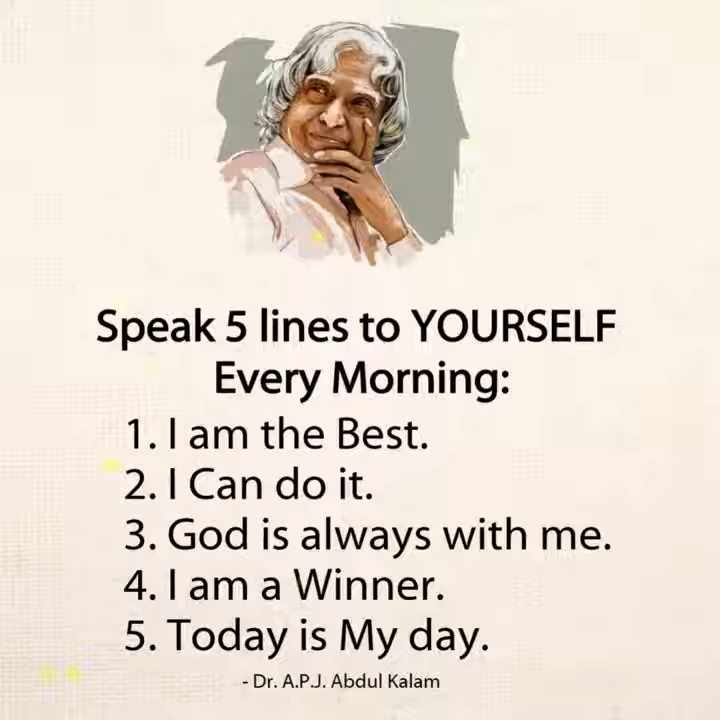 Speak 5 lines to YOURSELF
Every Morning:
1. I am the Best.
2. I Can do it.
3. God is always with me.
4. I am a Winner.
5. Today is My day.
- Dr. A.P.J. Abdul Kalam